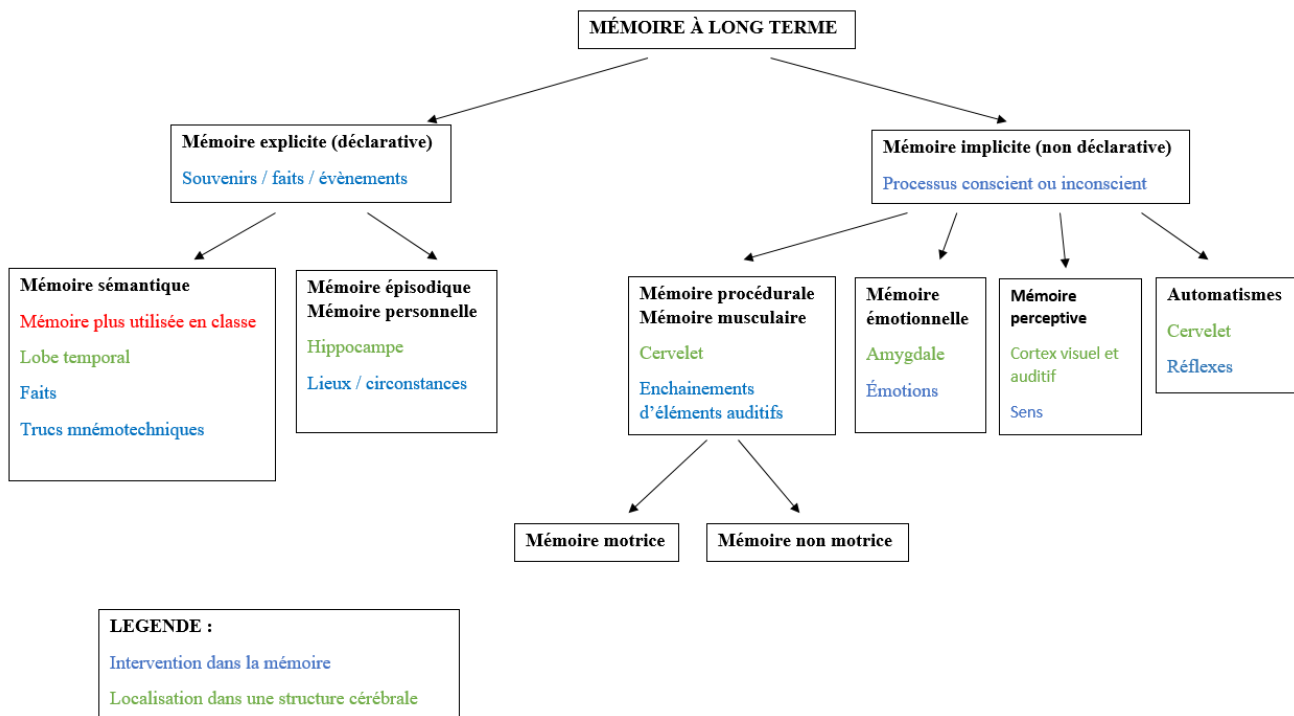 MÉMOIRE À LONG TERME
Mémoire explicite (déclarative)
Souvenirs / faits / évènements
Mémoire implicite (non déclarative)
Processus conscient ou inconscient
Mémoire sémantique
Mémoire plus utilisée en classe
Lobe temporal
Faits
Trucs mnémotechniques
Mémoire épisodique
Mémoire personnelle
Hippocampe
Lieux / circonstances
Mémoire procédurale
Mémoire musculaire
Cervelet
Enchainements
d'éléments auditifs
Mémoire
émotionnelle
Amygdale
Émotions
Mémoire
perceptive
Cortex visuel et
auditif
Sens
Automatismes
Cervelet
Réflexes
Mémoire motrice
Mémoire non motrice
LEGENDE :
Intervention dans la mémoire
Localisation dans une structure cérébrale